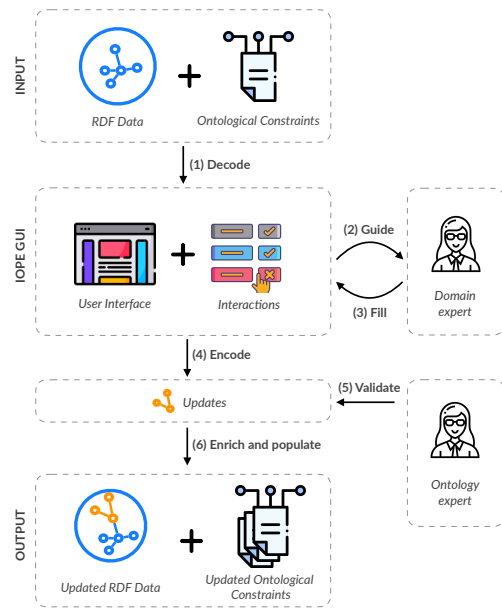 INPUT
RDF Data
Ontological Constraints
(1) Decode
IOPE GUI
User Interface
Interactions
(2) Guide
(3) Fill
Domain
expert
(4) Encode
Updates
(5) Validate
(6) Enrich and populate
Ontology
expert
OUTPUT
Updated RDF Data
Updated Ontological
Constraints